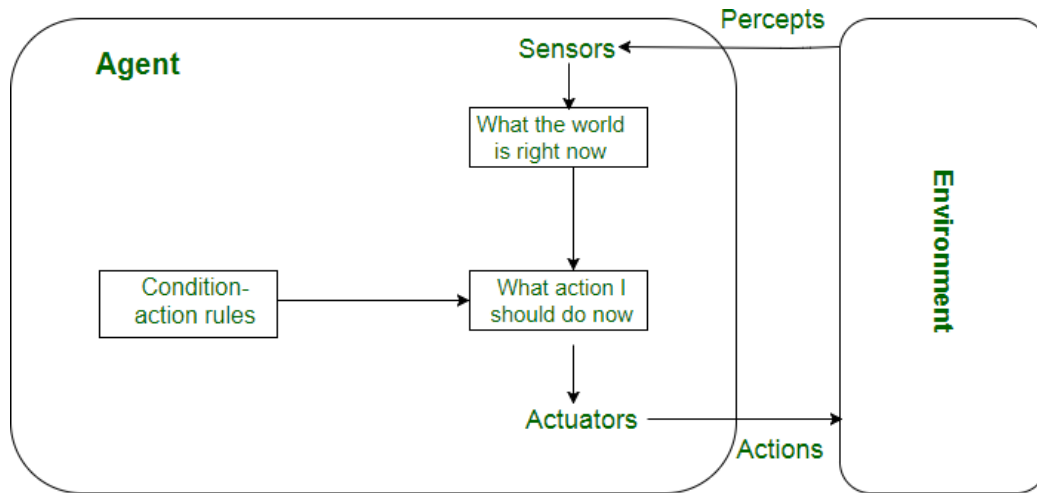 Percepts
Agent
Sensors
What the world
is right now
Environment
Condition-
action rules
What action I
should do now
Actuators
Actions